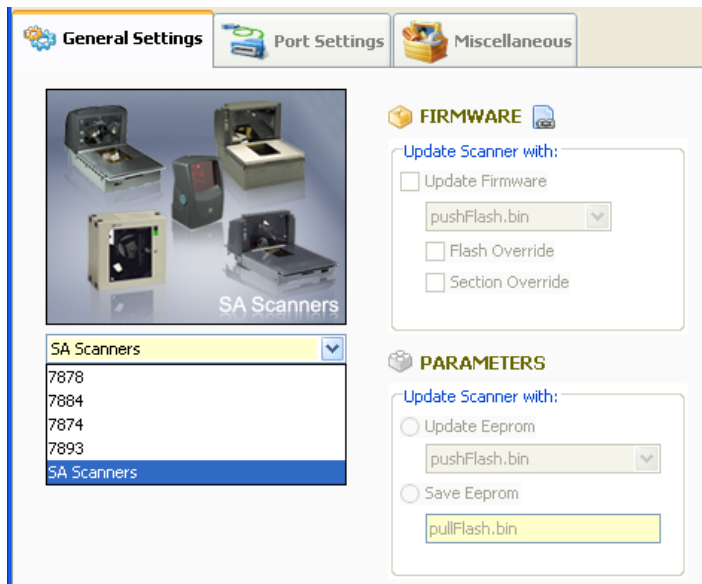 General Settings
Port Settings
Miscellaneous
SA Scanners
SA Scanners
7878
7884
7874
7893
SA Scanners
FIRMWARE
Update Scanner with:
Update Firmware
pushFlash.bin
Flash Override
Section Override
PARAMETERS
Update Scanner with:
Update Eeprom
pushFlash.bin
Save Eeprom
pullFlash.bin